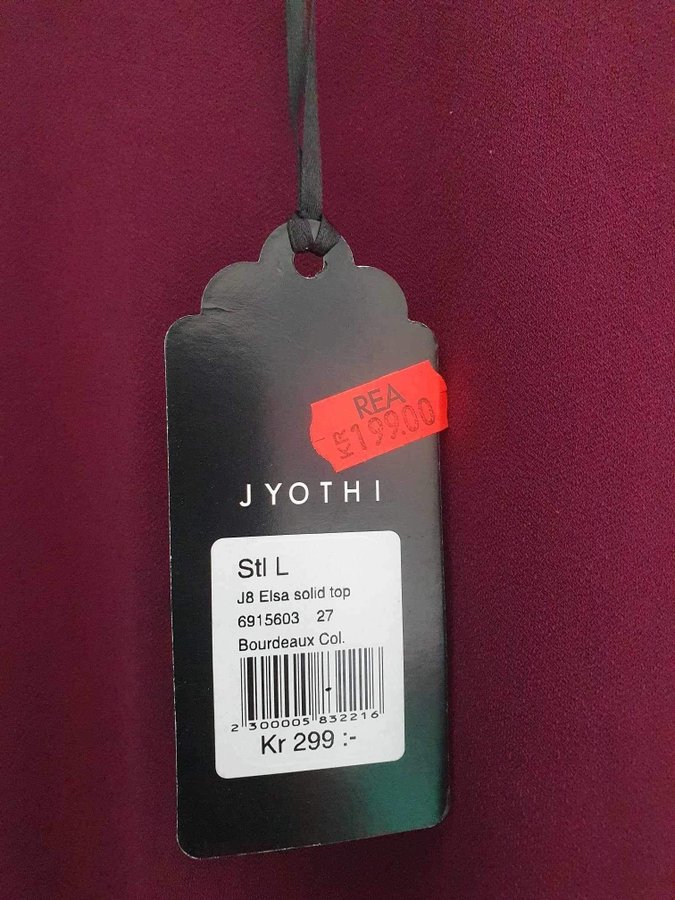 REA
KR 199.00
JYOTHI
Stl L
J8 Elsa solid top
6915603 27
Bourdeaux Col.
2 300005 832216
Kr 299 :-